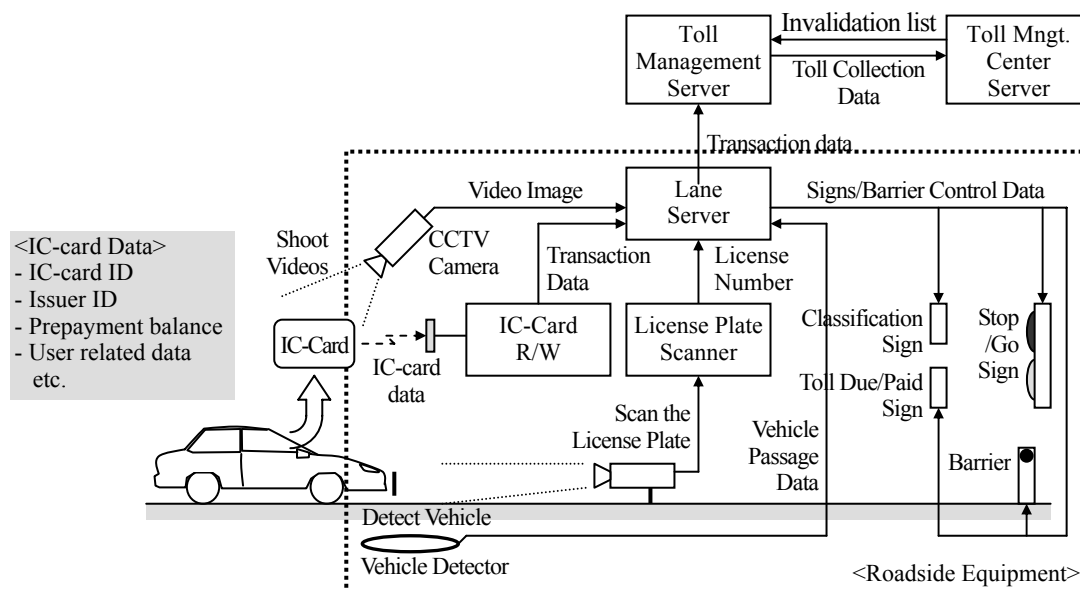 Invalidation list
Toll
Management
Server
Toll Mngt.
Center
Server
Toll Collection
Data
Transaction data
Video Image
Lane
Server
Signs/Barrier Control Data
<IC-card Data>
- IC-card ID
- Issuer ID
- Prepayment balance
- User related data
etc.
Shoot
Videos
CCTV
Camera
Transaction
Data
License
Number
IC-Card
IC-card
data
IC-Card
R/W
License Plate
Scanner
Classification
Sign
Stop
/Go
Sign
Toll Due/Paid
Sign
Scan the
License Plate
Vehicle
Passage
Data
Barrier
Detect Vehicle
Vehicle Detector
<Roadside Equipment>